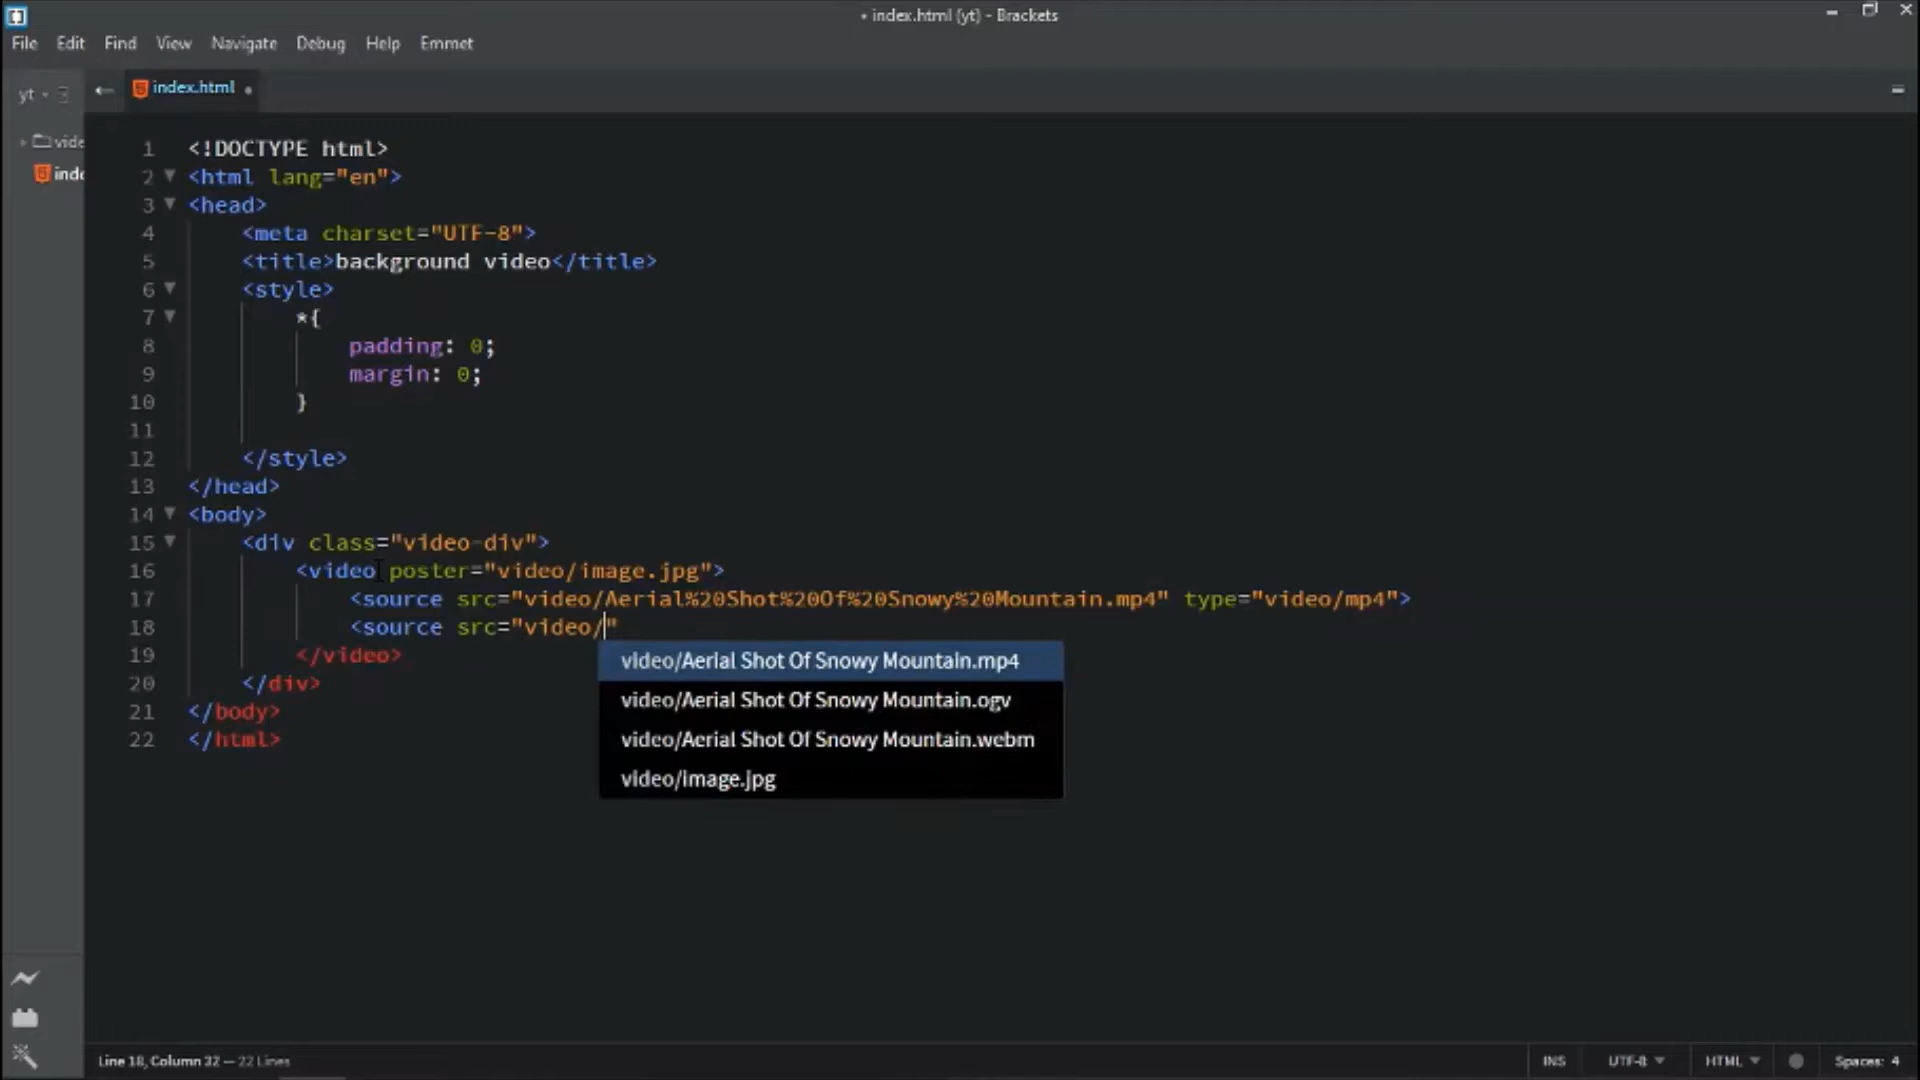 • index.html (yt) - Brackets
File Edit Find View Navigate Debug Help Emmet
yt
index.html •
vide
inde
1 <!DOCTYPE html>
2 <html lang="en">
3 <head>
4 <meta charset="UTF-8">
5 <title>background video</title>
6 <style>
7 *{
8 padding: 0;
9 margin: 0;
10 }
11
12 </style>
13 </head>
14 <body>
15 <div class="video-div">
16 <video poster="video/image.jpg">
17 <source src="video/Aerial%20Shot%20Of%20Snowy%20Mountain.mp4" type="video/mp4">
18 <source src="video/"
19 </video>
20 </div>
21 </body>
22 </html>
video/Aerial Shot Of Snowy Mountain.mp4
video/Aerial Shot Of Snowy Mountain.ogv
video/Aerial Shot Of Snowy Mountain.webm
video/image.jpg
Line 18, Column 32 — 22 Lines
INS UTF-8 HTML Spaces: 4